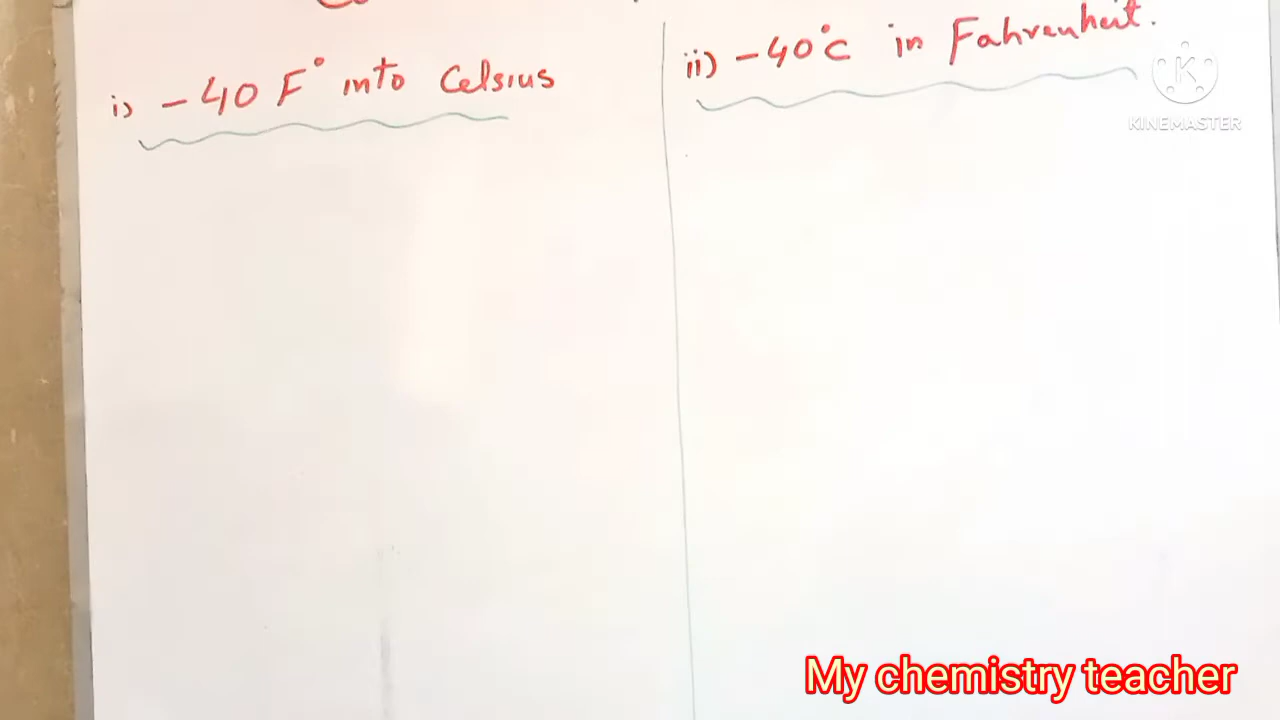 i) -40 F° into Celsius
ii) -40°C in Fahrenheit.
KINEMASTER
My chemistry teacher